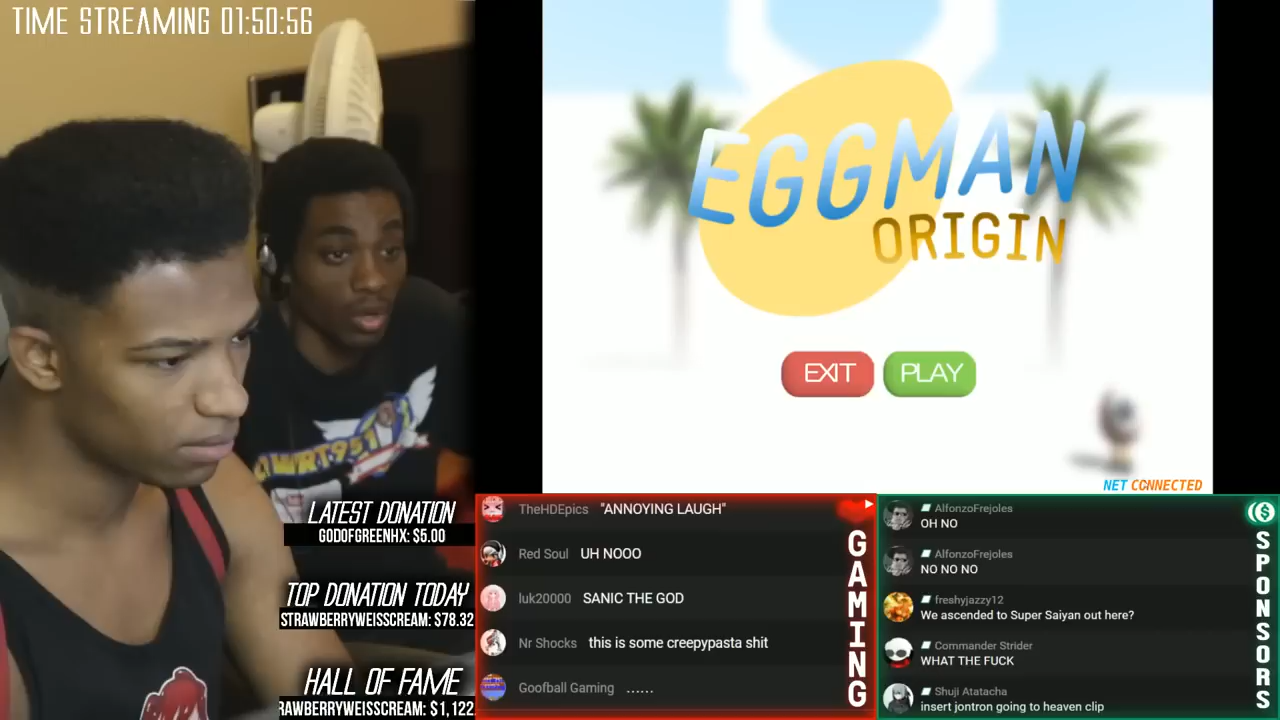 TIME STREAMING 01:50:56
EGGMAN
ORIGIN
EXIT
PLAY
NET CONNECTED
LATEST DONATION
GODOFGREENHX: $5.00
TOP DONATION TODAY
STRAWBERRYWEISSCREAM: $78.32
HALL OF FAME
RAWBERRYWEISSCREAM: $1,122
TheHDEpics "ANNOYING LAUGH"
Red Soul UH NOOO
luk20000 SANIC THE GOD
Nr Shocks this is some creepypasta shit
Goofball Gaming ......
GAMING
AlfonzoFrejoles
OH NO
AlfonzoFrejoles
NO NO NO
freshyjazzy12
We ascended to Super Saiyan out here?
Commander Strider
WHAT THE FUCK
Shuji Atatacha
insert jontron going to heaven clip
SPONSORS